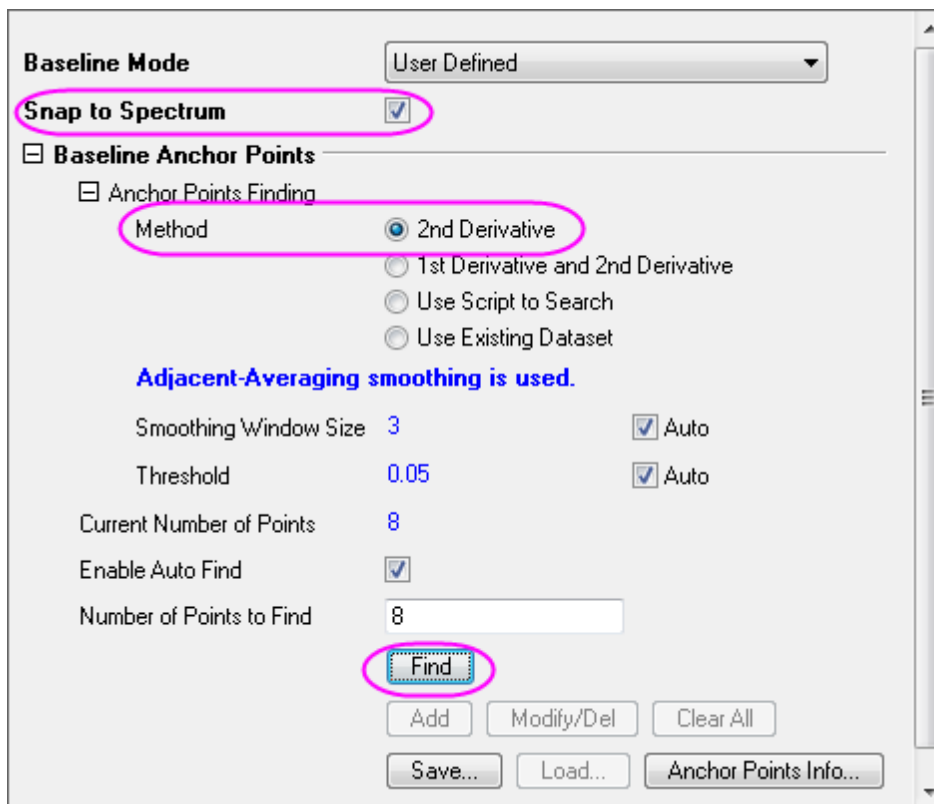 Baseline Mode User Defined
Snap to Spectrum
Baseline Anchor Points
Anchor Points Finding
Method 2nd Derivative
1st Derivative and 2nd Derivative
Use Script to Search
Use Existing Dataset
Adjacent-Averaging smoothing is used.
Smoothing Window Size 3 Auto
Threshold 0.05 Auto
Current Number of Points 8
Enable Auto Find
Number of Points to Find 8
Find
Add Modify/Del Clear All
Save... Load... Anchor Points Info...